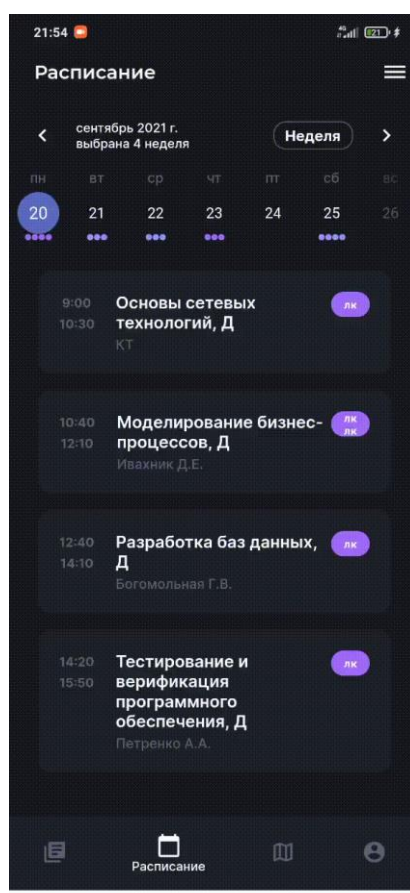 21:54
4G
21
Расписание
сентябрь 2021 г.
выбрана 4 неделя
Неделя
пн вт ср чт пт сб вс
20 21 22 23 24 25 26
9:00
10:30
Основы сетевых
технологий, Д
КТ
лк
10:40
12:10
Моделирование бизнес-
процессов, Д
Ивахник Д.Е.
лк
лк
12:40
14:10
Разработка баз данных,
Д
Богомольная Г.В.
лк
14:20
15:50
Тестирование и
верификация
программного
обеспечения, Д
Петренко А.А.
лк
Расписание